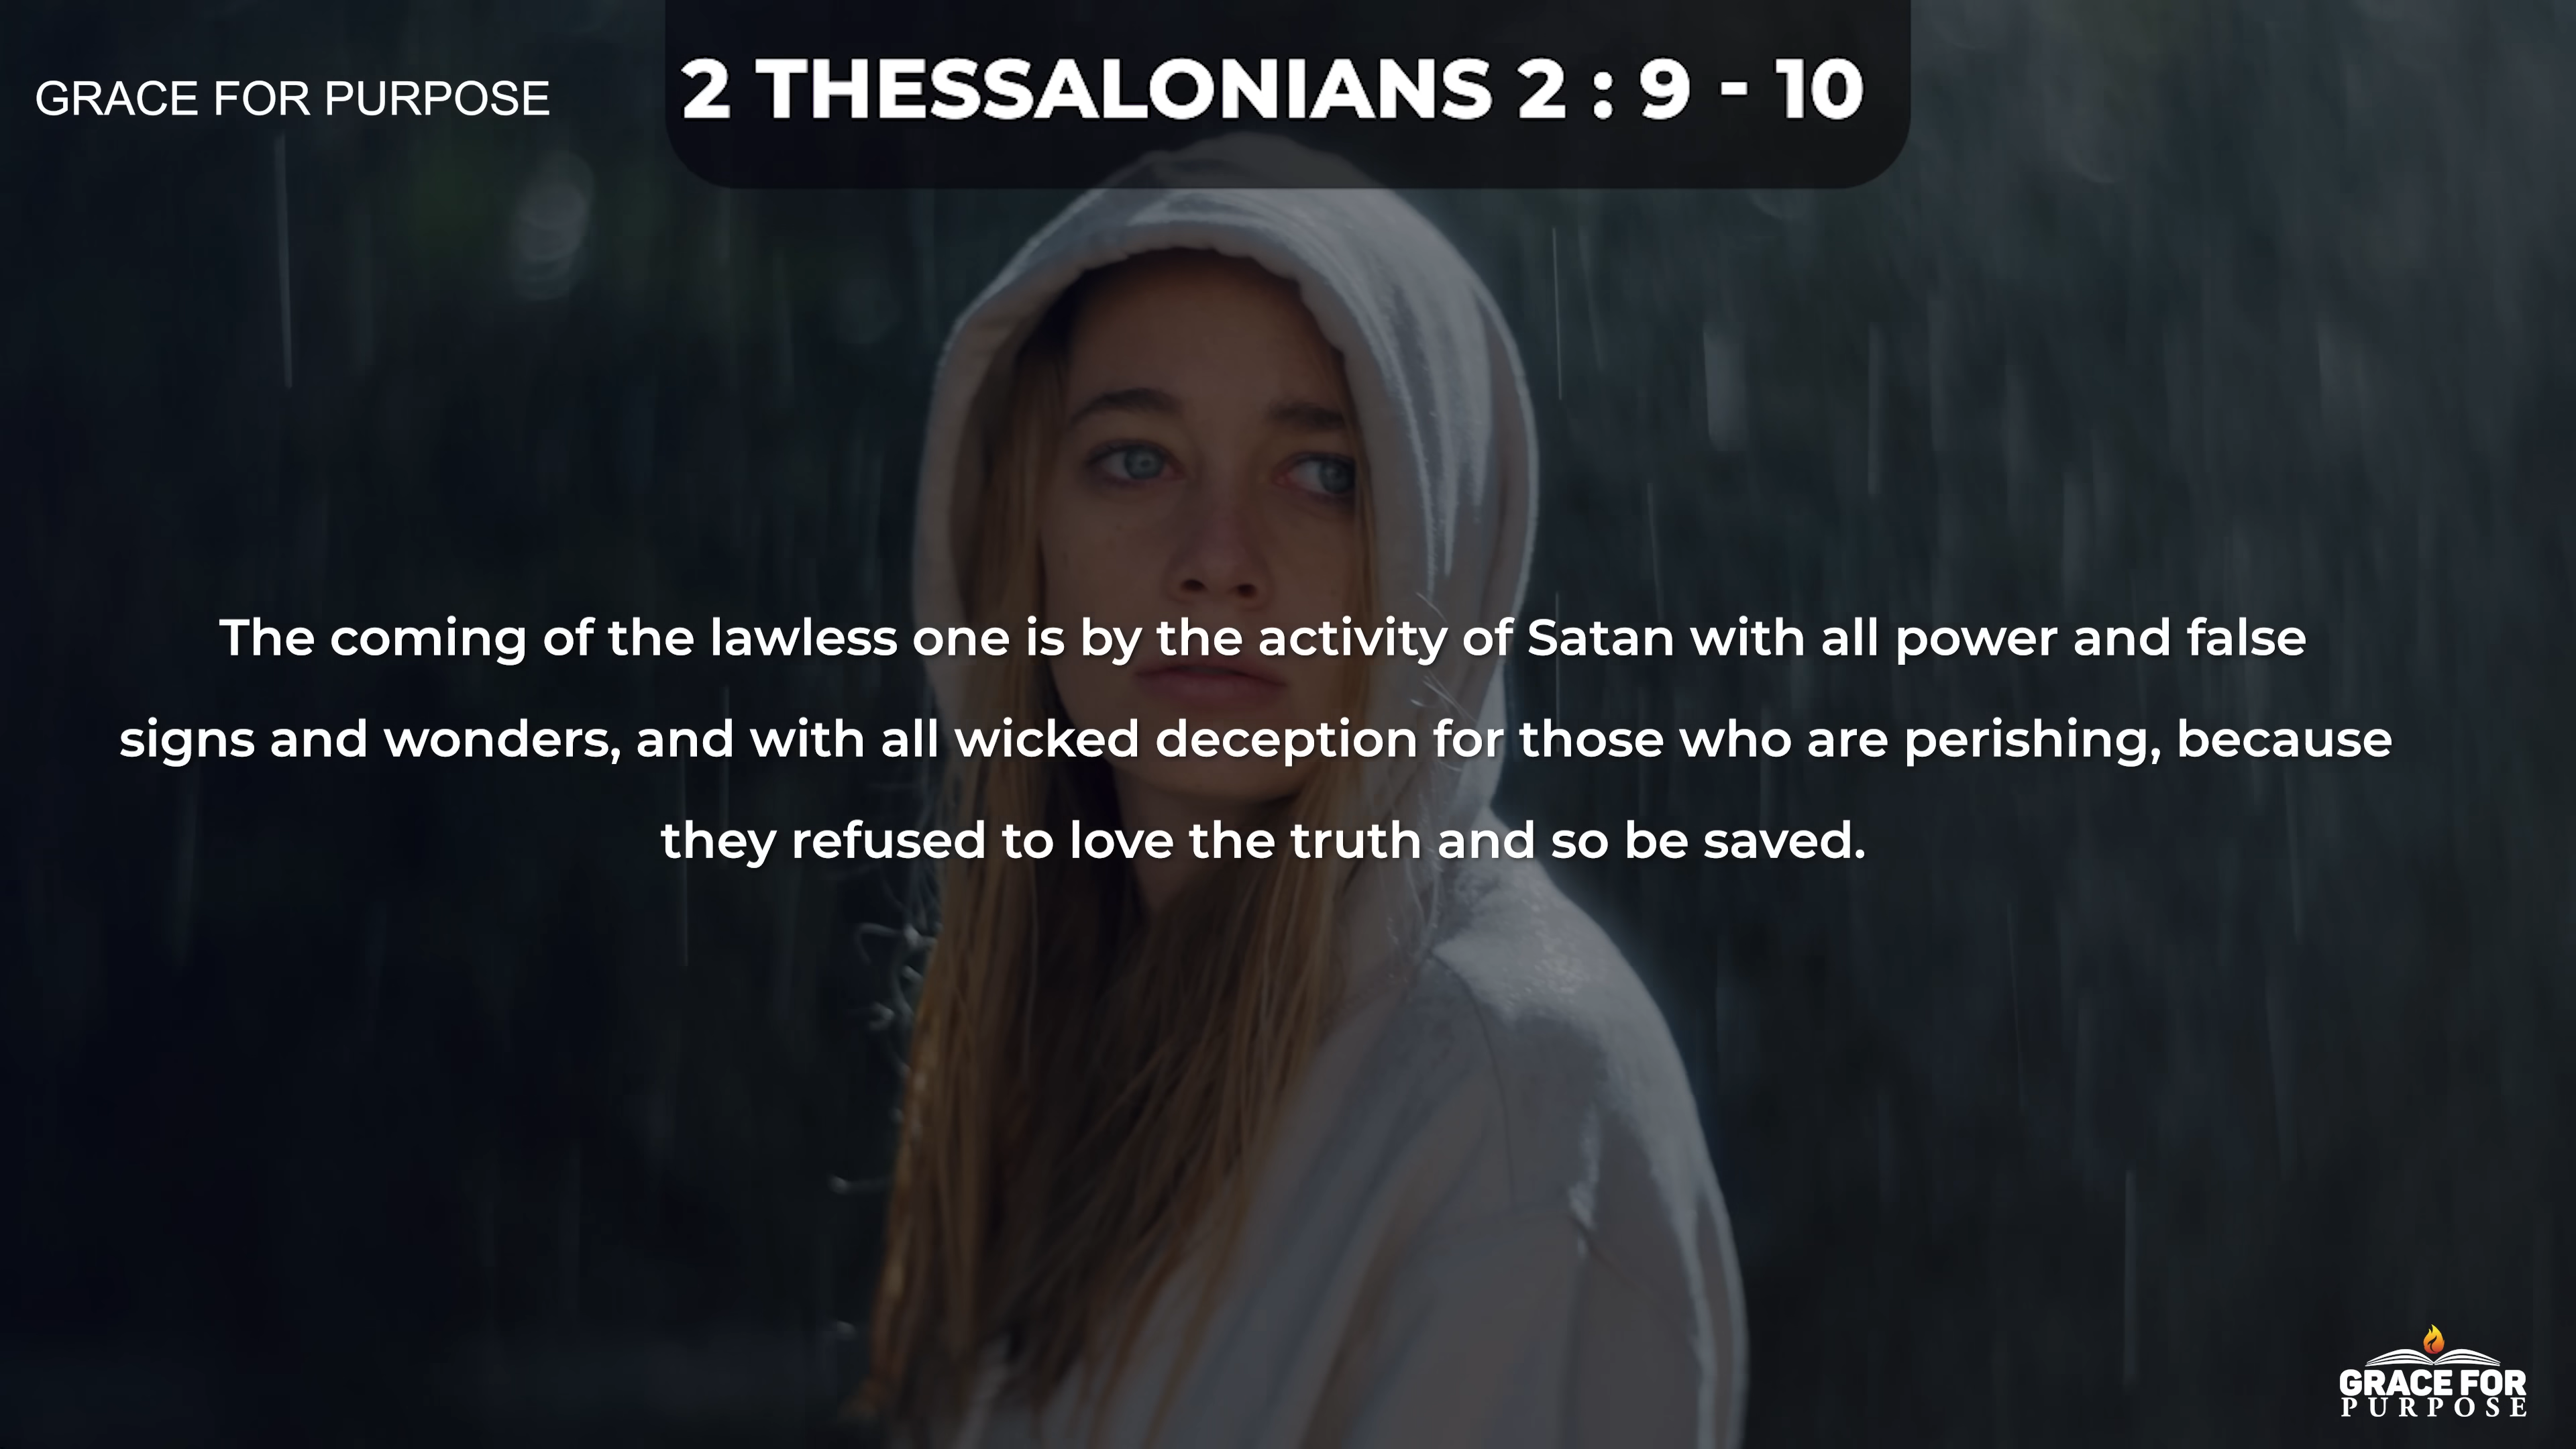 GRACE FOR PURPOSE
2 THESSALONIANS 2 : 9 - 10
The coming of the lawless one is by the activity of Satan with all power and false
signs and wonders, and with all wicked deception for those who are perishing, because
they refused to love the truth and so be saved.
GRACE FOR
PURPOSE